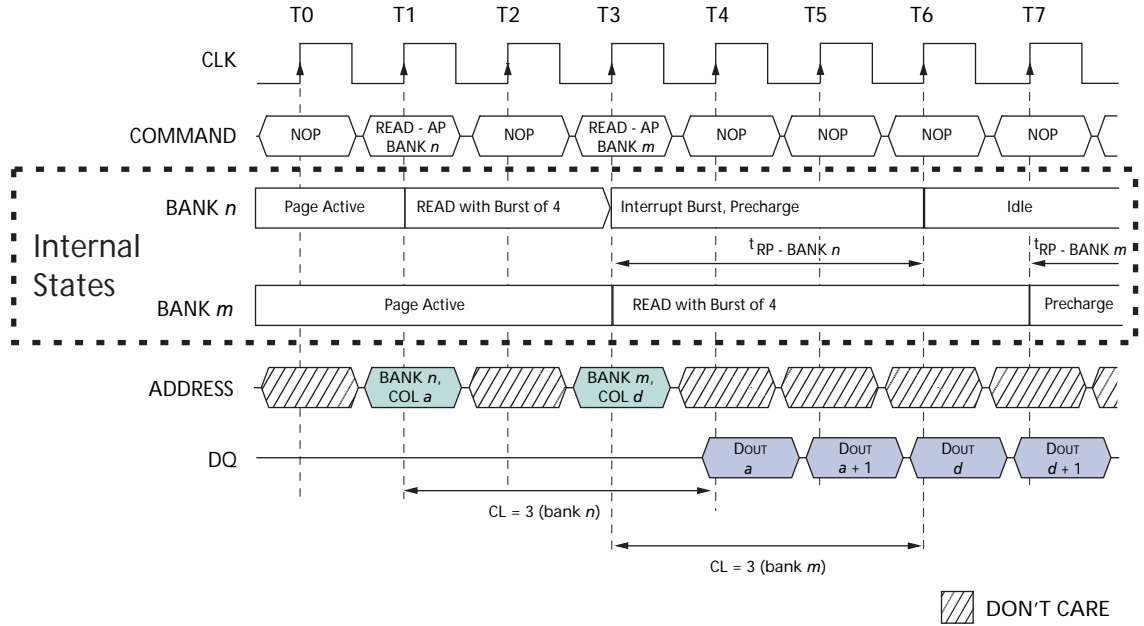 T0 T1 T2 T3 T4 T5 T6 T7
CLK
COMMAND NOP READ - AP BANK n NOP READ - AP BANK m NOP NOP NOP NOP
BANK n Page Active READ with Burst of 4 Interrupt Burst, Precharge Idle
Internal States
tRP - BANK n tRP - BANK m
BANK m Page Active READ with Burst of 4 Precharge
ADDRESS BANK n, COL a BANK m, COL d
DQ DOUT a DOUT a + 1 DOUT d DOUT d + 1
CL = 3 (bank n)
CL = 3 (bank m)
DON'T CARE